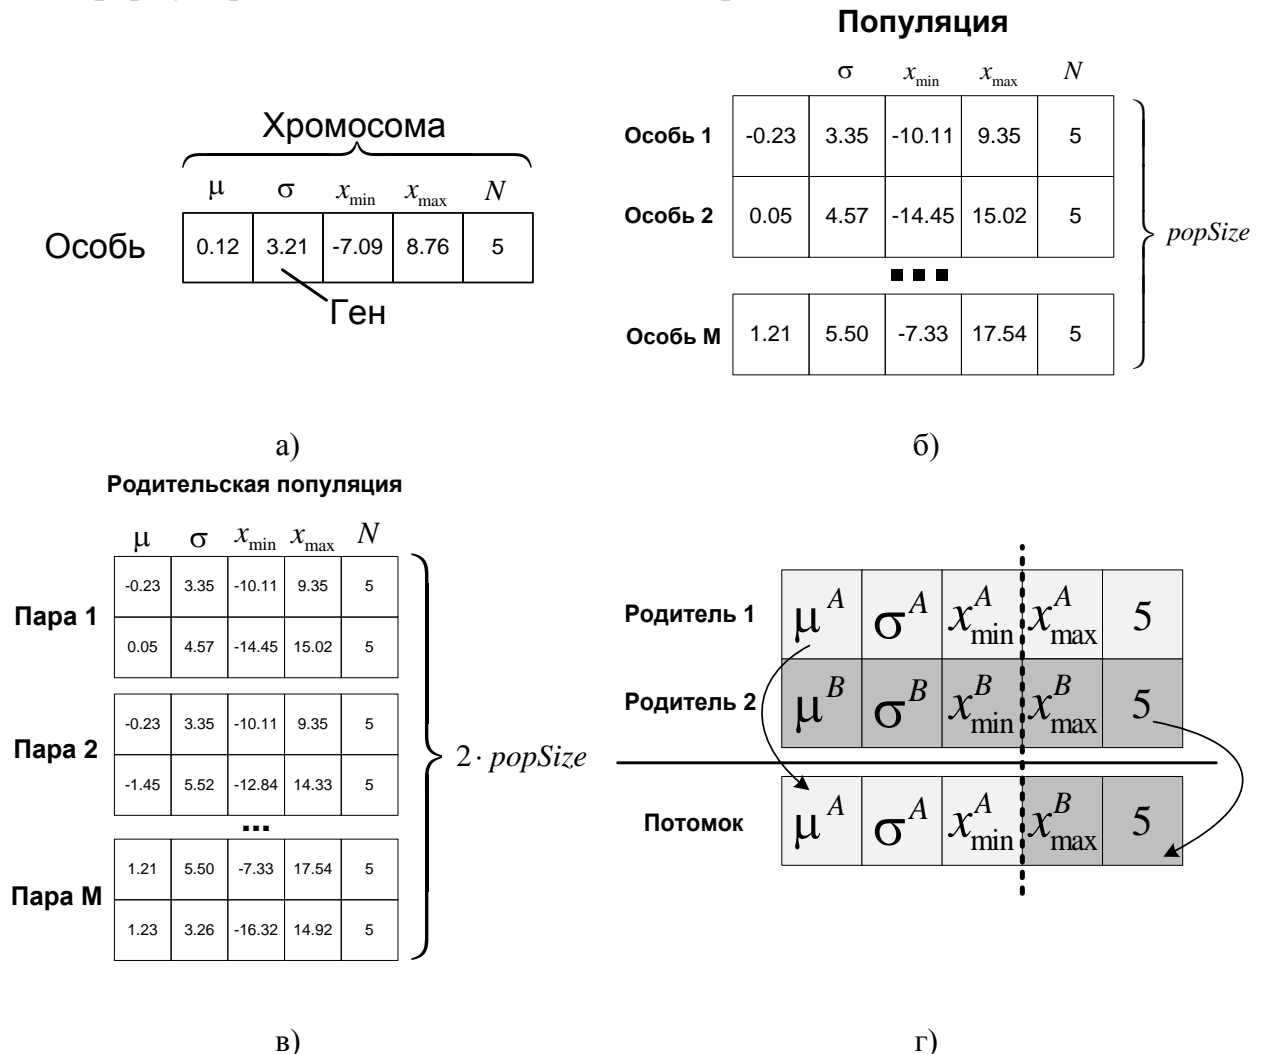 Популяция
σ x_min x_max N
Особь 1 -0.23 3.35 -10.11 9.35 5
Особь 2 0.05 4.57 -14.45 15.02 5
...
Особь M 1.21 5.50 -7.33 17.54 5
popSize
Хромосома
μ σ x_min x_max N
Особь 0.12 3.21 -7.09 8.76 5
Ген
а)
б)
Родительская популяция
μ σ x_min x_max N
Пара 1
-0.23 3.35 -10.11 9.35 5
0.05 4.57 -14.45 15.02 5
Пара 2
-0.23 3.35 -10.11 9.35 5
-1.45 5.52 -12.84 14.33 5
...
Пара M
1.21 5.50 -7.33 17.54 5
1.23 3.26 -16.32 14.92 5
2 · popSize
Родитель 1 μ^A σ^A x_min^A x_max^A 5
Родитель 2 μ^B σ^B x_min^B x_max^B 5
Потомок μ^A σ^A x_min^A x_max^B 5
в)
г)